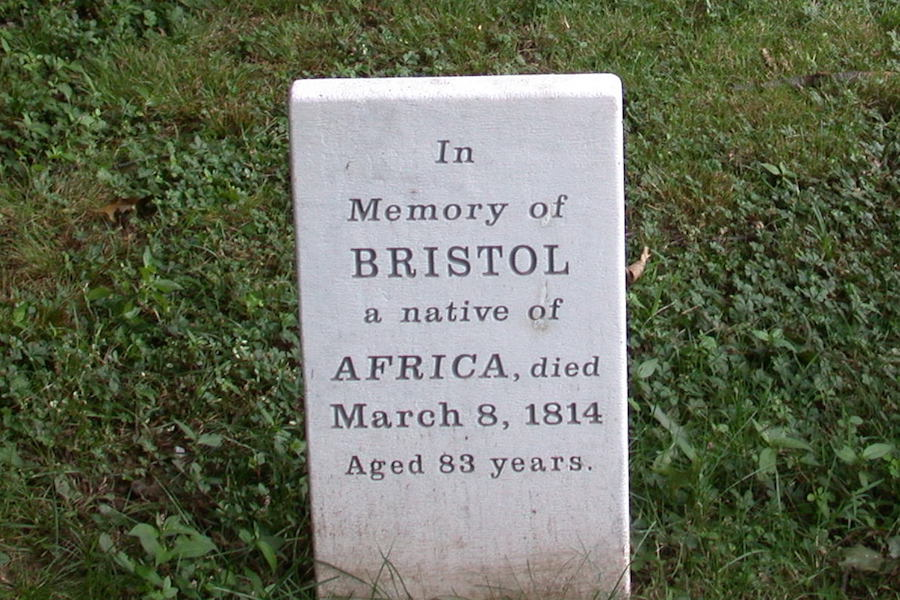 In
Memory of
BRISTOL
a native of
AFRICA, died
March 8, 1814
Aged 83 years.